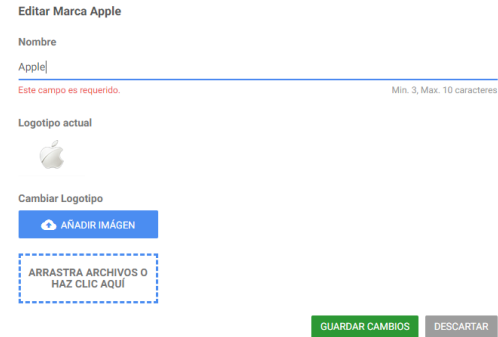 Editar Marca Apple
Nombre
Apple
Este campo es requerido. Min. 3, Max. 10 caracteres
Logotipo actual
Cambiar Logotipo
AÑADIR IMÁGEN
ARRASTRA ARCHIVOS O
HAZ CLIC AQUÍ
GUARDAR CAMBIOS DESCARTAR